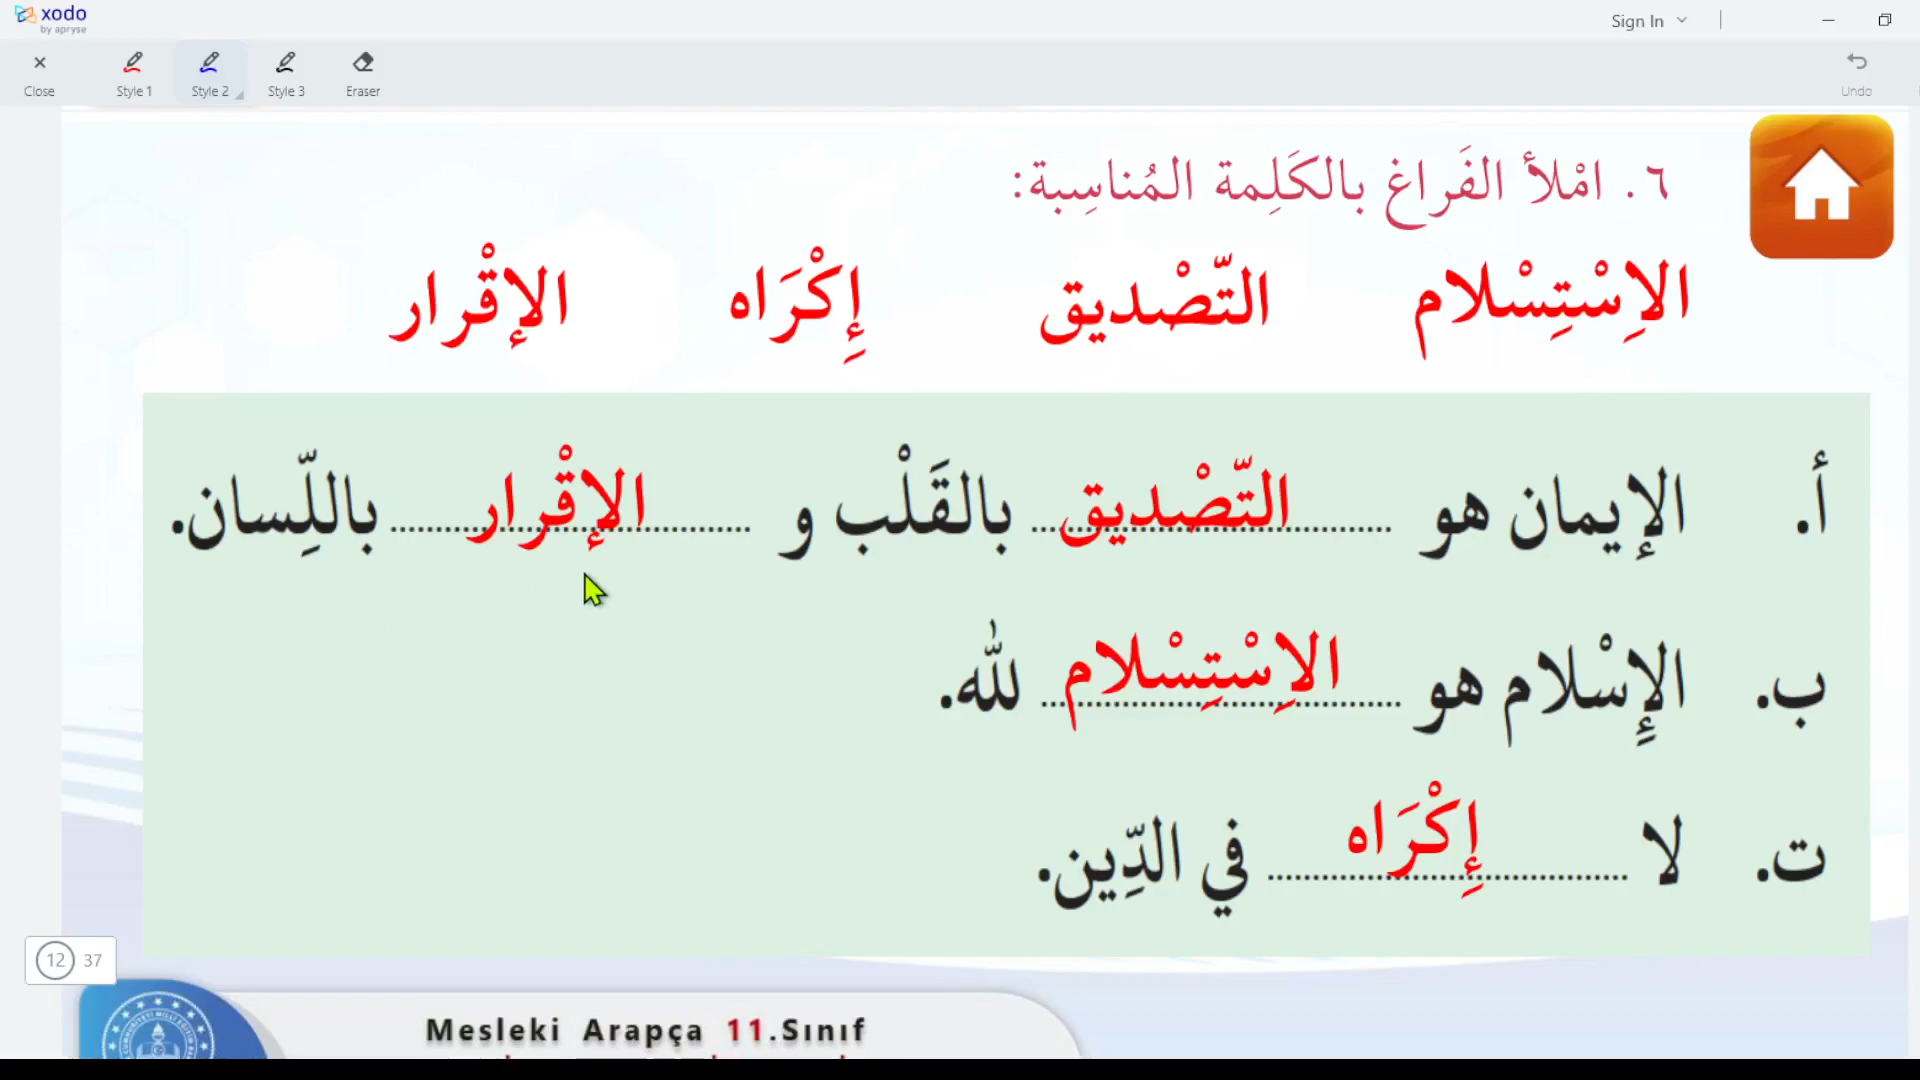 xodo
by apryse
Sign In
Close
Style 1
Style 2
Style 3
Eraser
Undo
٦. امْلأ الفَراغ بالكَلِمة المُناسِبة:
الاِسْتِسْلام التّصْديق إِكْرَاه الإقْرار
أ. الإيمان هو التّصْديق بالقَلْب و الإقْرار باللِّسان.
ب. الإِسْلام هو الاِسْتِسْلام لله.
ت. لا إِكْرَاه في الدِّين.
12 37
Mesleki Arapça 11.Sınıf